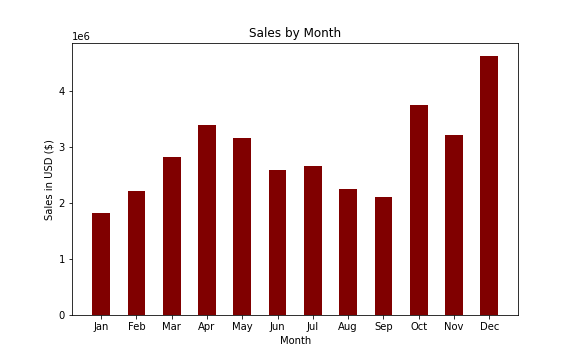 Sales by Month
1e6
Sales in USD ($)
4
3
2
1
0
Jan Feb Mar Apr May Jun Jul Aug Sep Oct Nov Dec
Month